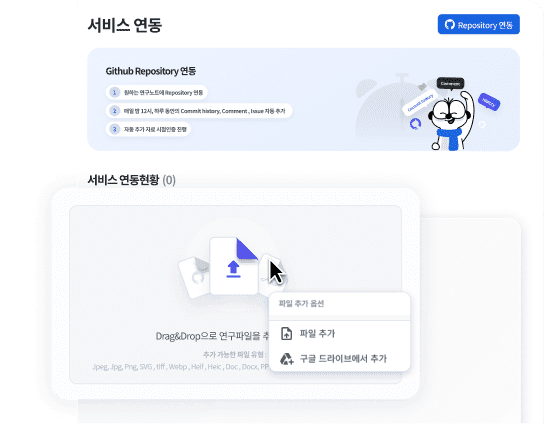 서비스 연동
Repository 연동
Github Repository 연동
1 원하는 연구노트에 Repository 연동
2 매일 밤 12시, 하루 동안의 Commit history, Comment , Issue 자동 추가
3 자동 추가 자료 시점인증 진행
Comment
Commit history
서비스 연동현황 (0)
파일 추가 옵션
Drag&Drop으로 연구파일을
파일 추가
추가 가능한 파일 유형
구글 드라이브에서 추가
Jpeg, Jpg, Png, SVG , tiff , Webp , Heif , Heic , Doc , Docx,